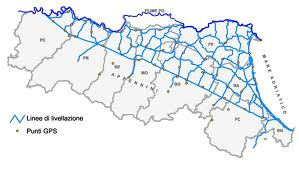 FIUME PO
PC
PR
RE
MO
BO
FE
RA
FC
RN
APPENNINI
MARE ADRIATICO
Linee di livellazione
Punti GPS